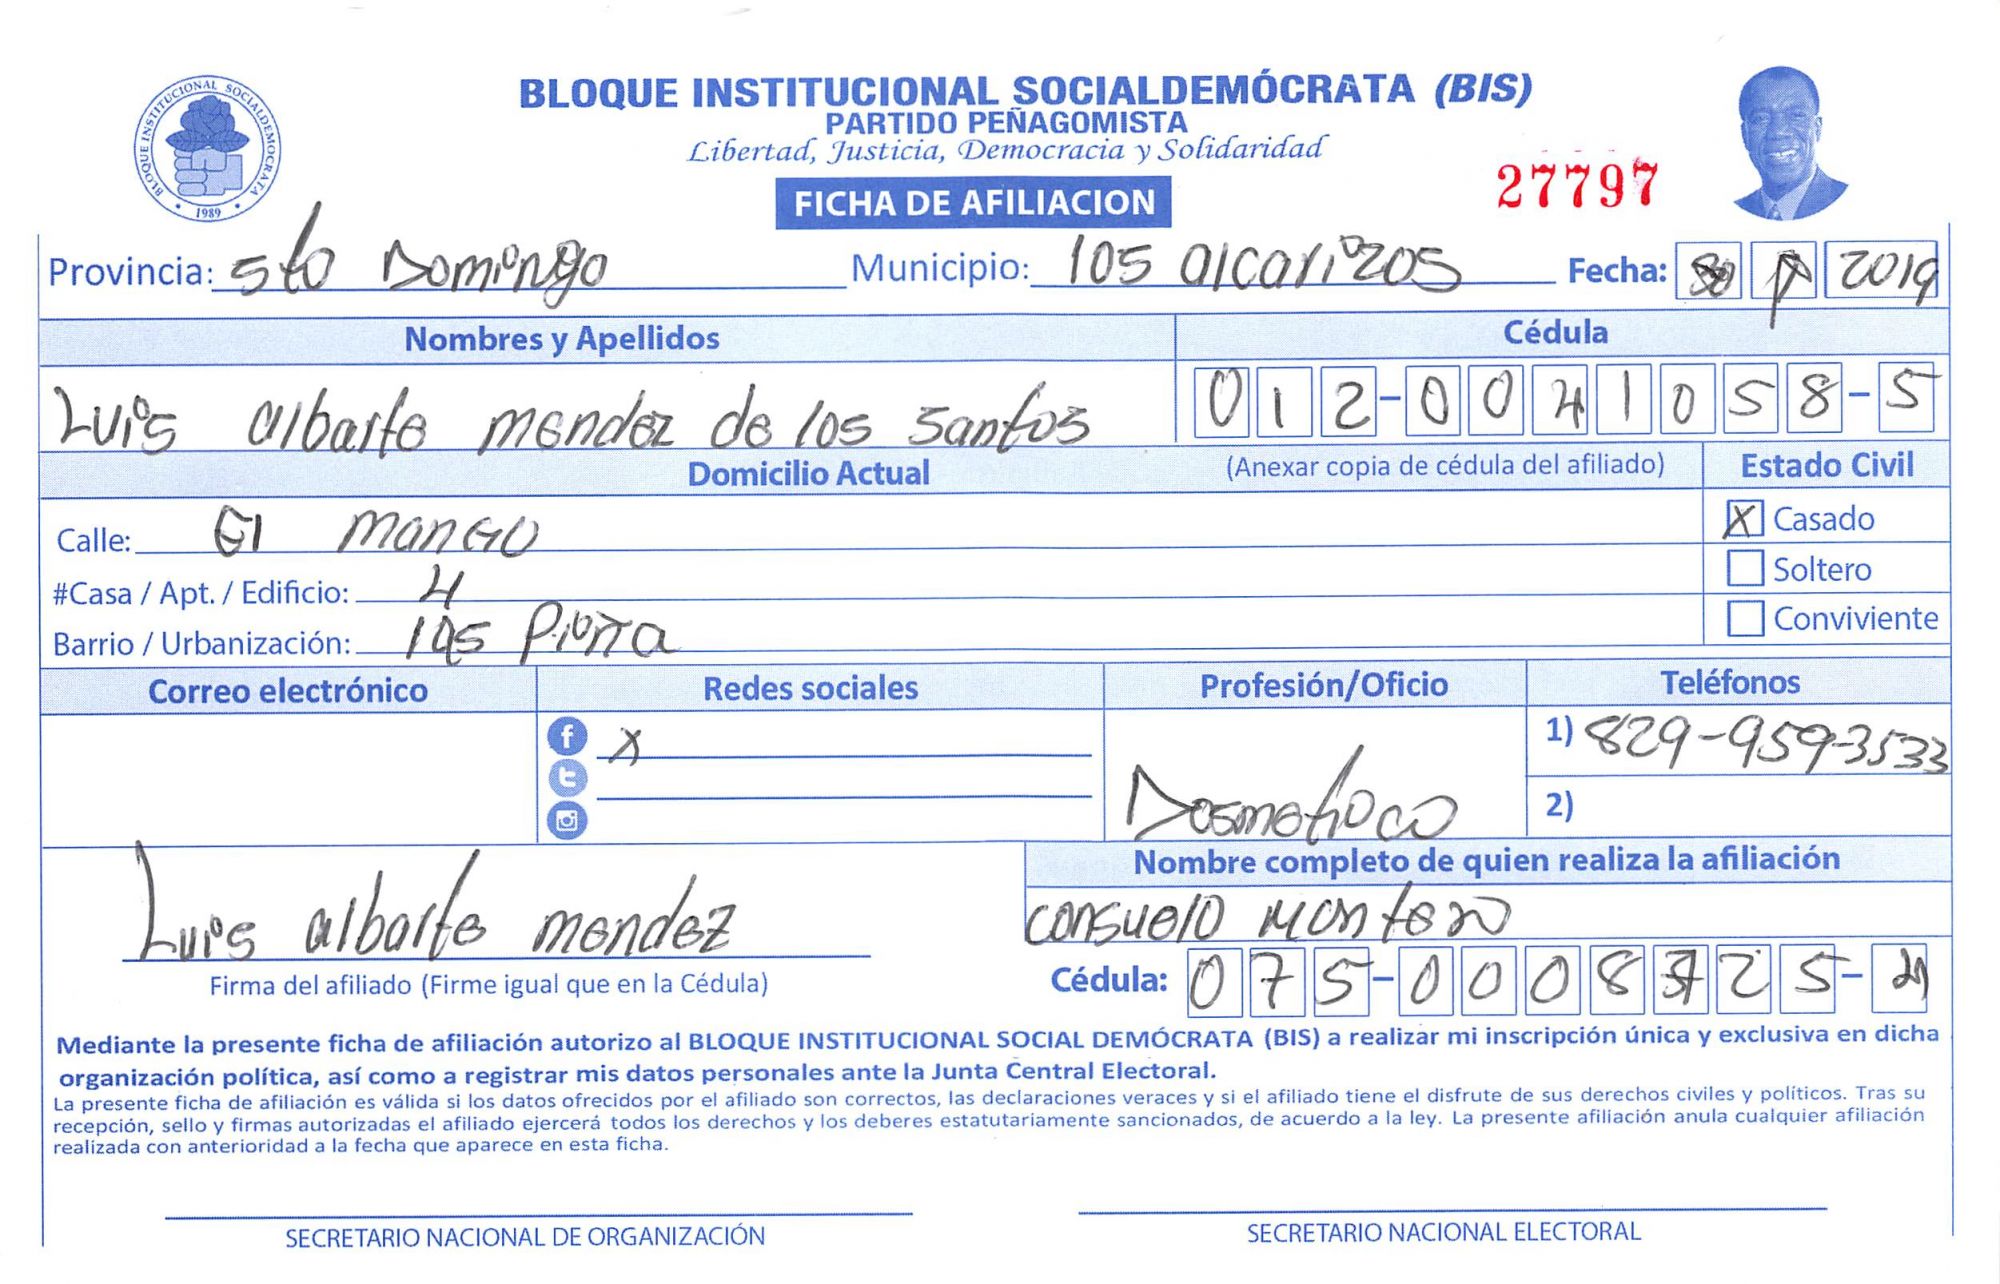 BLOQUE INSTITUCIONAL SOCIALDEMÓCRATA (BIS)
PARTIDO PEÑAGOMISTA
Libertad, Justicia, Democracia y Solidaridad
BLOQUE INSTITUCIONAL SOCIALDEMOCRATA
• 1989 •
27797
FICHA DE AFILIACION
Provincia: Sto Domingo Municipio: los alcarizos Fecha: 2019
Nombres y Apellidos Cédula
Luis albarte mendez de los santos 012-0041058-5
Domicilio Actual (Anexar copia de cédula del afiliado) Estado Civil
Calle: El manGo X Casado
Soltero
#Casa / Apt. / Edificio: 4
Conviviente
Barrio / Urbanización: las
Correo electrónico Redes sociales Profesión/Oficio Teléfonos
X 1) 829-959-3533
2)
Nombre completo de quien realiza la afiliación
Luis albarte mendez consuelo montero
Firma del afiliado (Firme igual que en la Cédula) Cédula:
Mediante la presente ficha de afiliación autorizo al BLOQUE INSTITUCIONAL SOCIAL DEMÓCRATA (BIS) a realizar mi inscripción única y exclusiva en dicha
organización política, así como a registrar mis datos personales ante la Junta Central Electoral.
La presente ficha de afiliación es válida si los datos ofrecidos por el afiliado son correctos, las declaraciones veraces y si el afiliado tiene el disfrute de sus derechos civiles y políticos. Tras su
recepción, sello y firmas autorizadas el afiliado ejercerá todos los derechos y los deberes estatutariamente sancionados, de acuerdo a la ley. La presente afiliación anula cualquier afiliación
realizada con anterioridad a la fecha que aparece en esta ficha.
SECRETARIO NACIONAL DE ORGANIZACIÓN SECRETARIO NACIONAL ELECTORAL